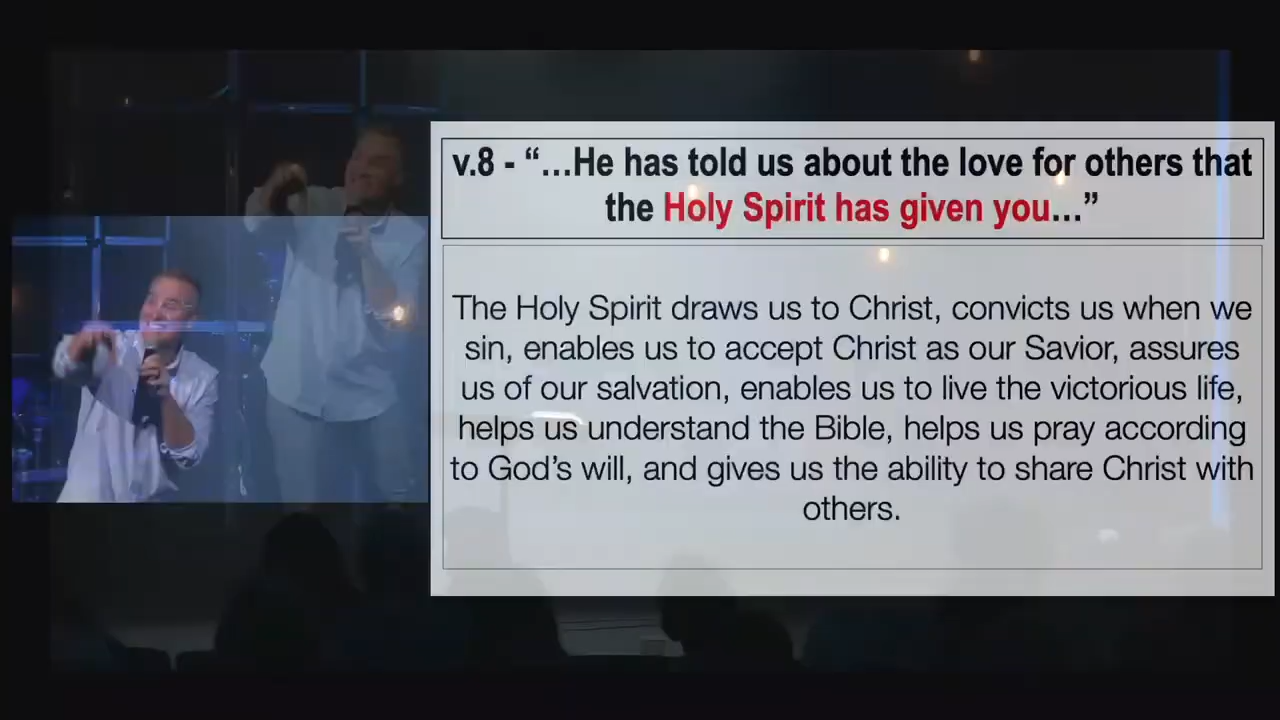 v.8 - “…He has told us about the love for others that
the Holy Spirit has given you…”
The Holy Spirit draws us to Christ, convicts us when we
sin, enables us to accept Christ as our Savior, assures
us of our salvation, enables us to live the victorious life,
helps us understand the Bible, helps us pray according
to God’s will, and gives us the ability to share Christ with
others.